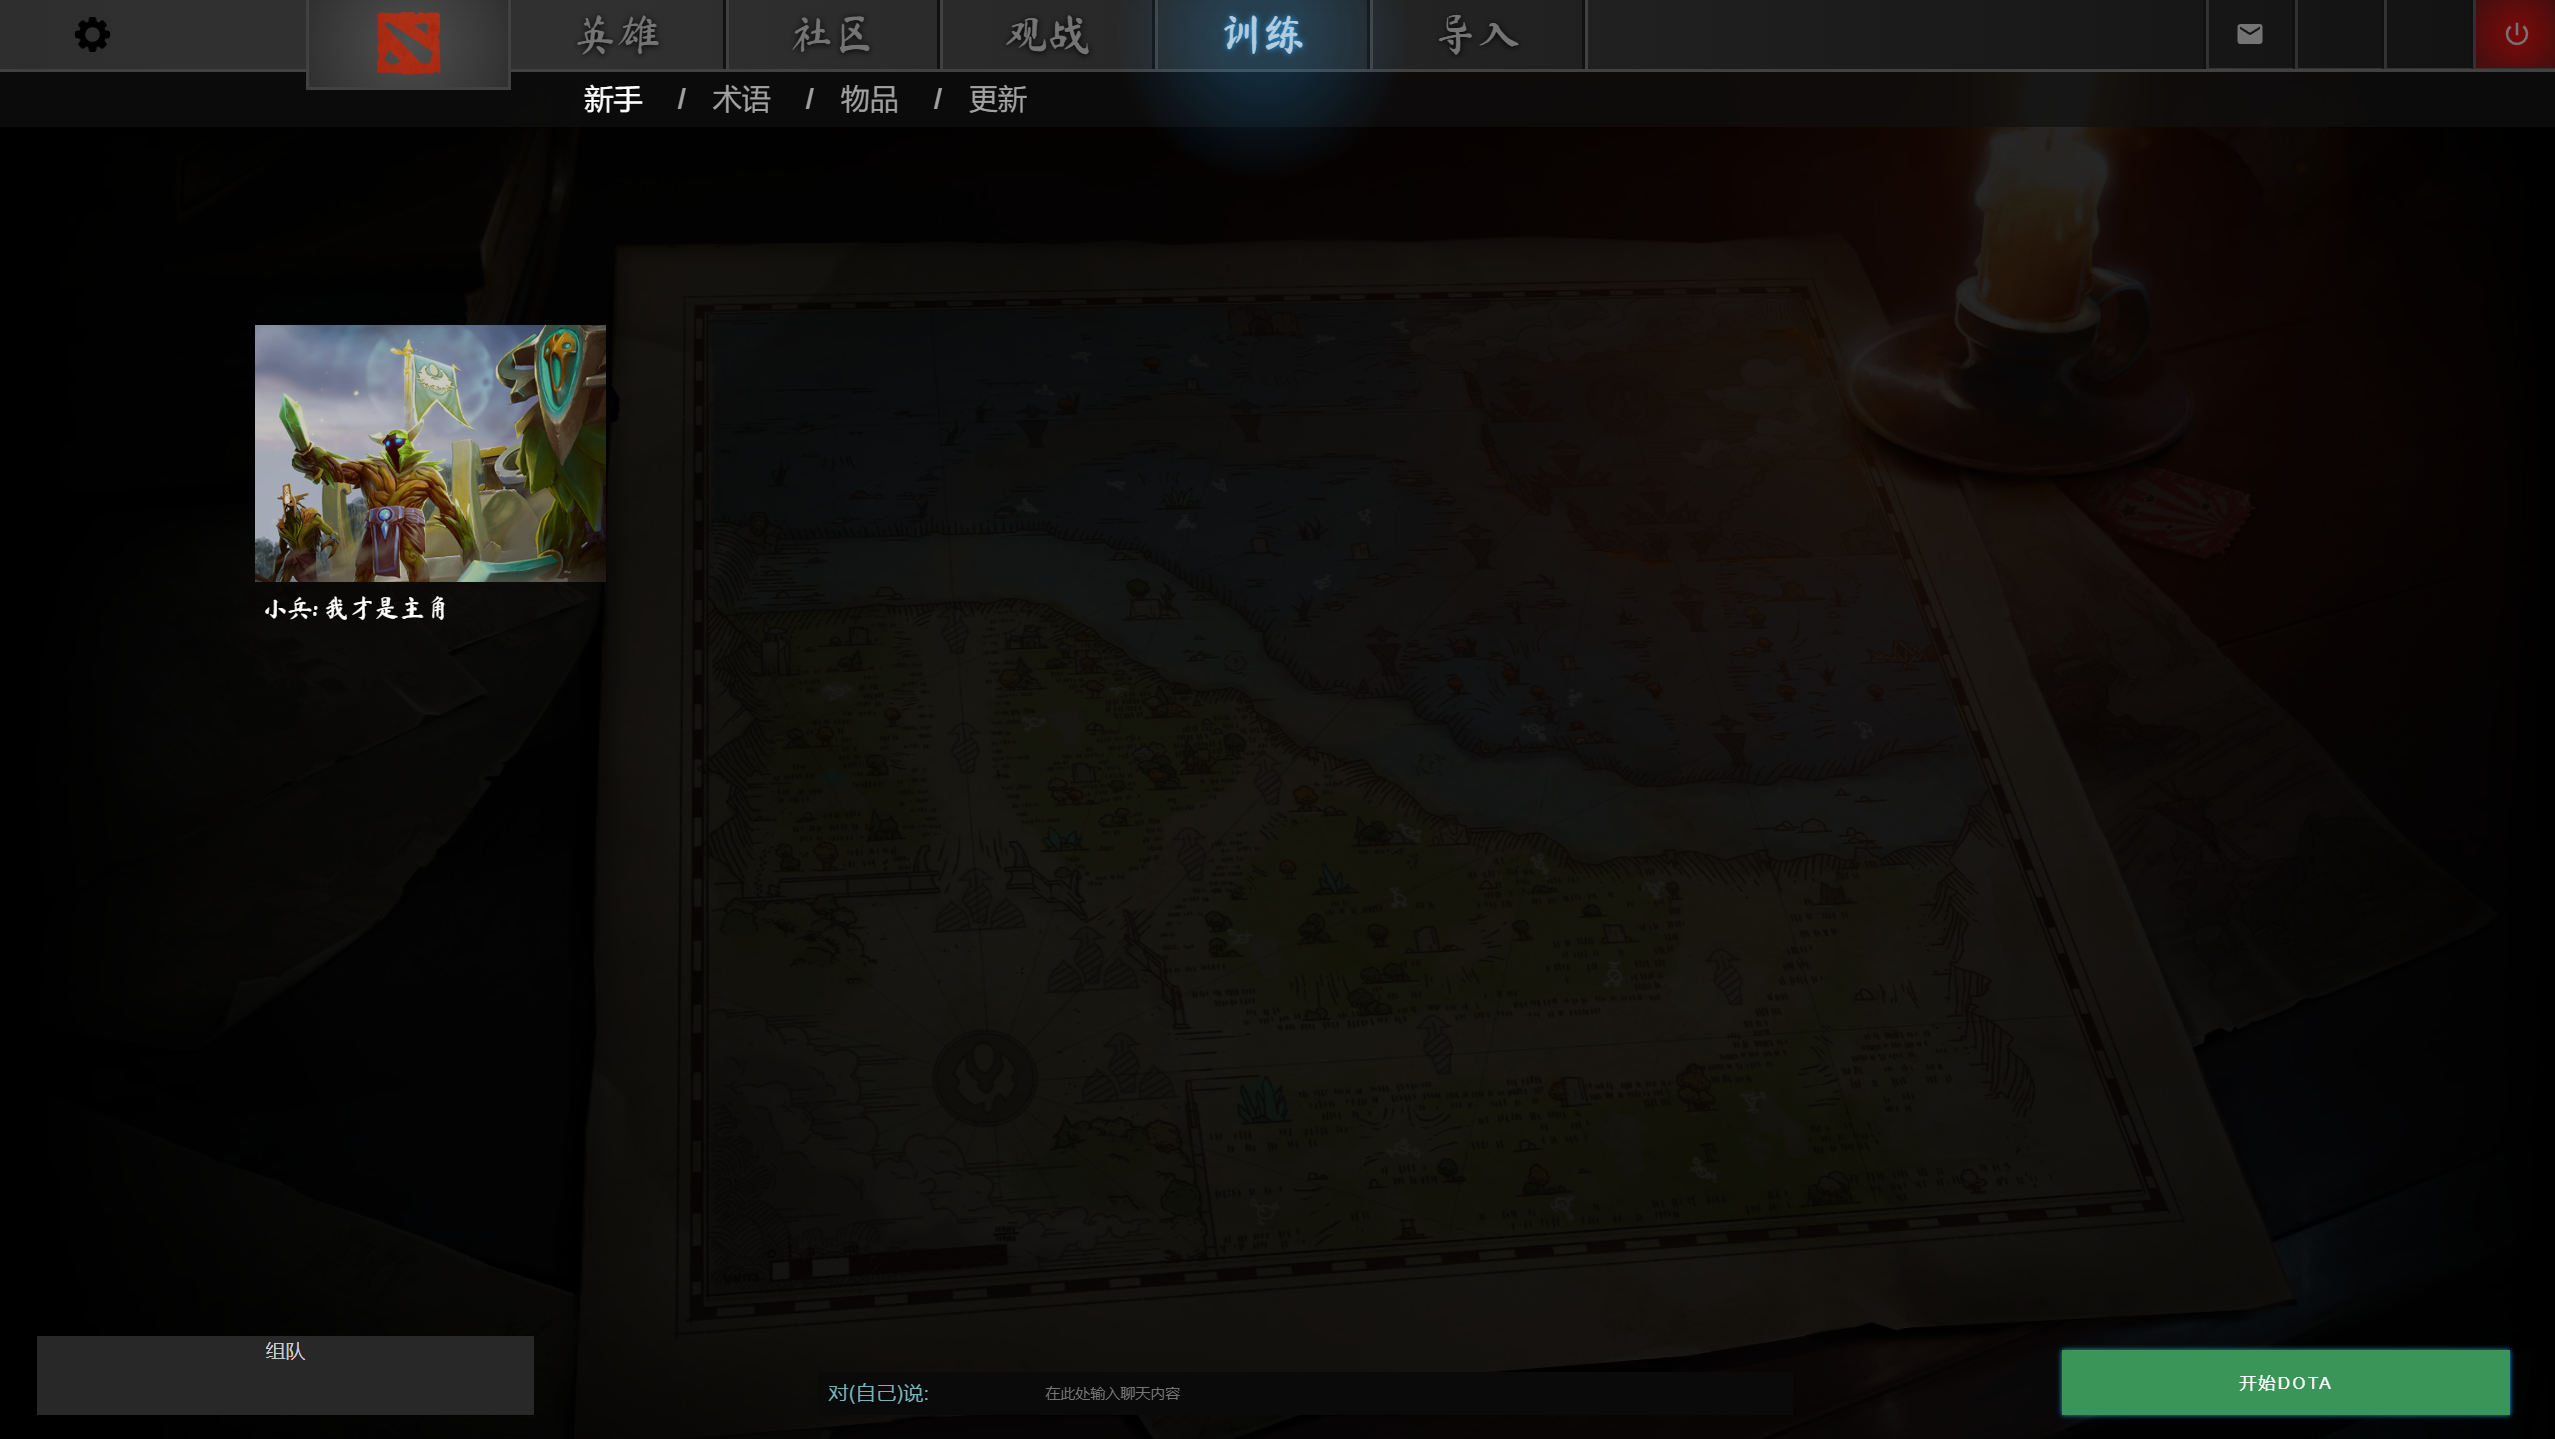 英雄 社区 观战 训练 导入
新手 / 术语 / 物品 / 更新
小兵: 我才是主角
组队
对(自己)说: 在此处输入聊天内容
开始DOTA